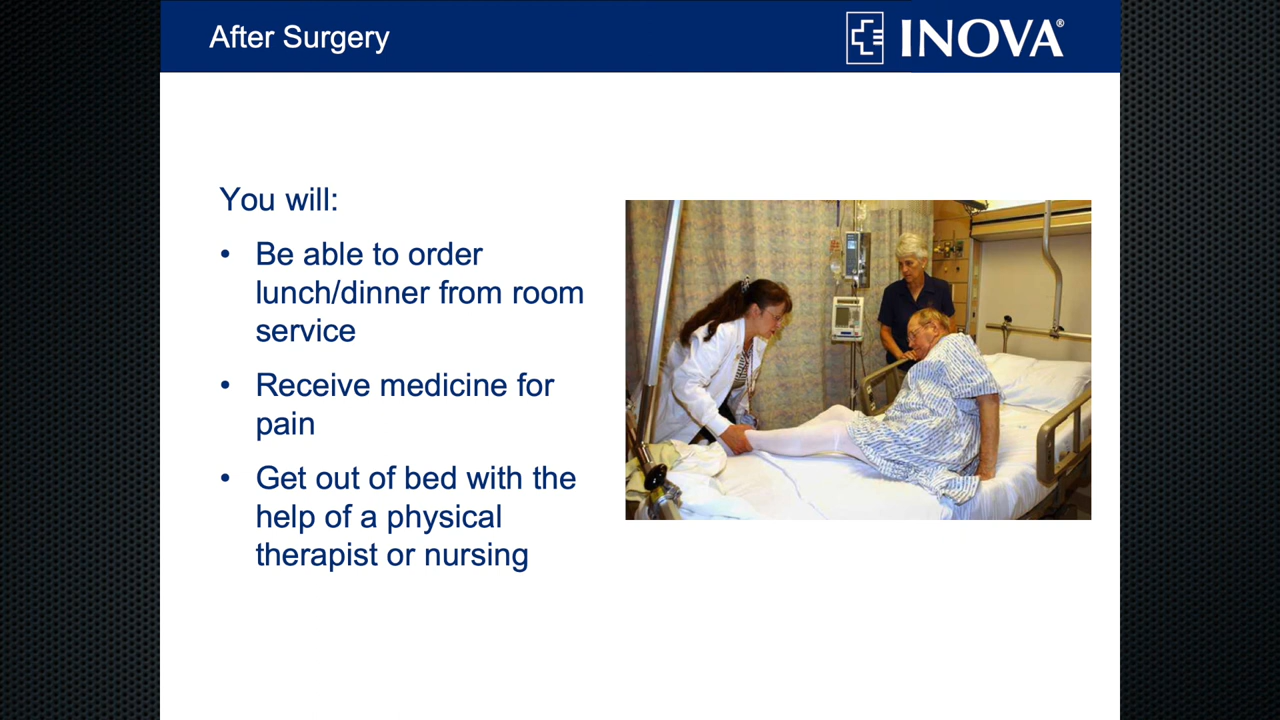 After Surgery
INOVA®
You will:
• Be able to order
lunch/dinner from room
service
• Receive medicine for
pain
• Get out of bed with the
help of a physical
therapist or nursing